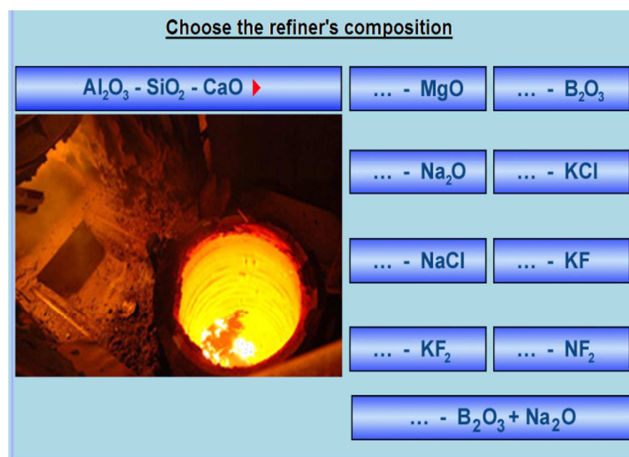 Choose the refiner's composition
Al₂O₃ - SiO₂ - CaO
... - MgO
... - B₂O₃
... - Na₂O
... - KCl
... - NaCl
... - KF
... - KF₂
... - NF₂
... - B₂O₃ + Na₂O